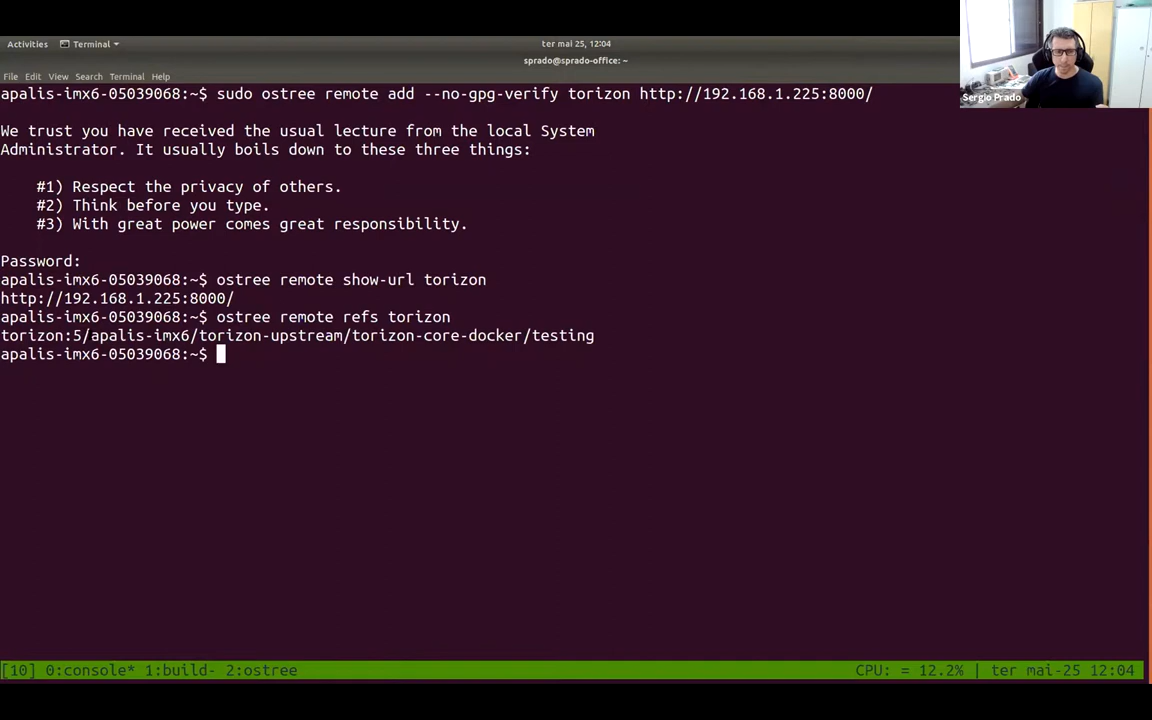 Activities Terminal ter mai 25, 12:04
sprado@sprado-office: ~
File Edit View Search Terminal Help
Sergio Prado
apalis-imx6-05039068:~$ sudo ostree remote add --no-gpg-verify torizon http://192.168.1.225:8000/
We trust you have received the usual lecture from the local System
Administrator. It usually boils down to these three things:
#1) Respect the privacy of others.
#2) Think before you type.
#3) With great power comes great responsibility.
Password:
apalis-imx6-05039068:~$ ostree remote show-url torizon
http://192.168.1.225:8000/
apalis-imx6-05039068:~$ ostree remote refs torizon
torizon:5/apalis-imx6/torizon-upstream/torizon-core-docker/testing
apalis-imx6-05039068:~$
[10] 0:console* 1:build- 2:ostree CPU: = 12.2% | ter mai-25 12:04